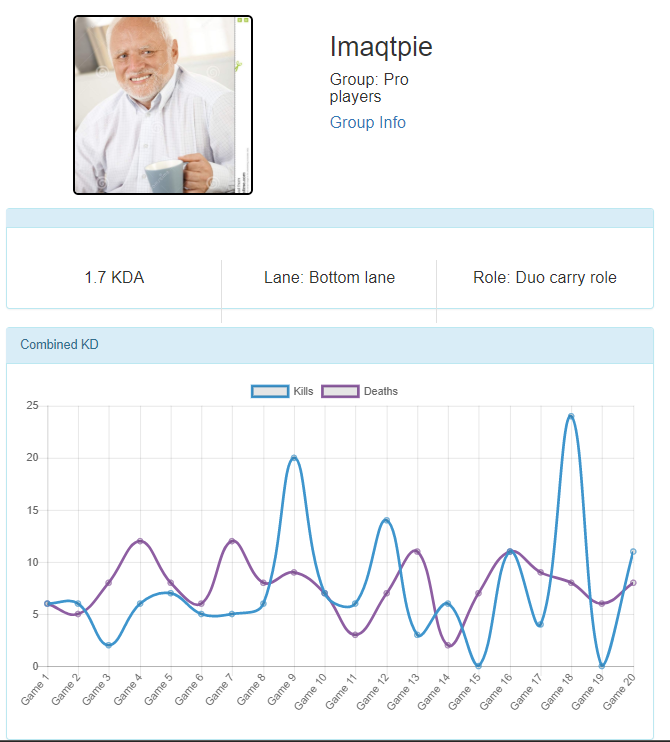 Imaqtpie
Group: Pro
players
Group Info
1.7 KDA
Lane: Bottom lane
Role: Duo carry role
Combined KD
Kills
Deaths
25
20
15
10
5
0
Game 1
Game 2
Game 3
Game 4
Game 5
Game 6
Game 7
Game 8
Game 9
Game 10
Game 11
Game 12
Game 13
Game 14
Game 15
Game 16
Game 17
Game 18
Game 19
Game 20